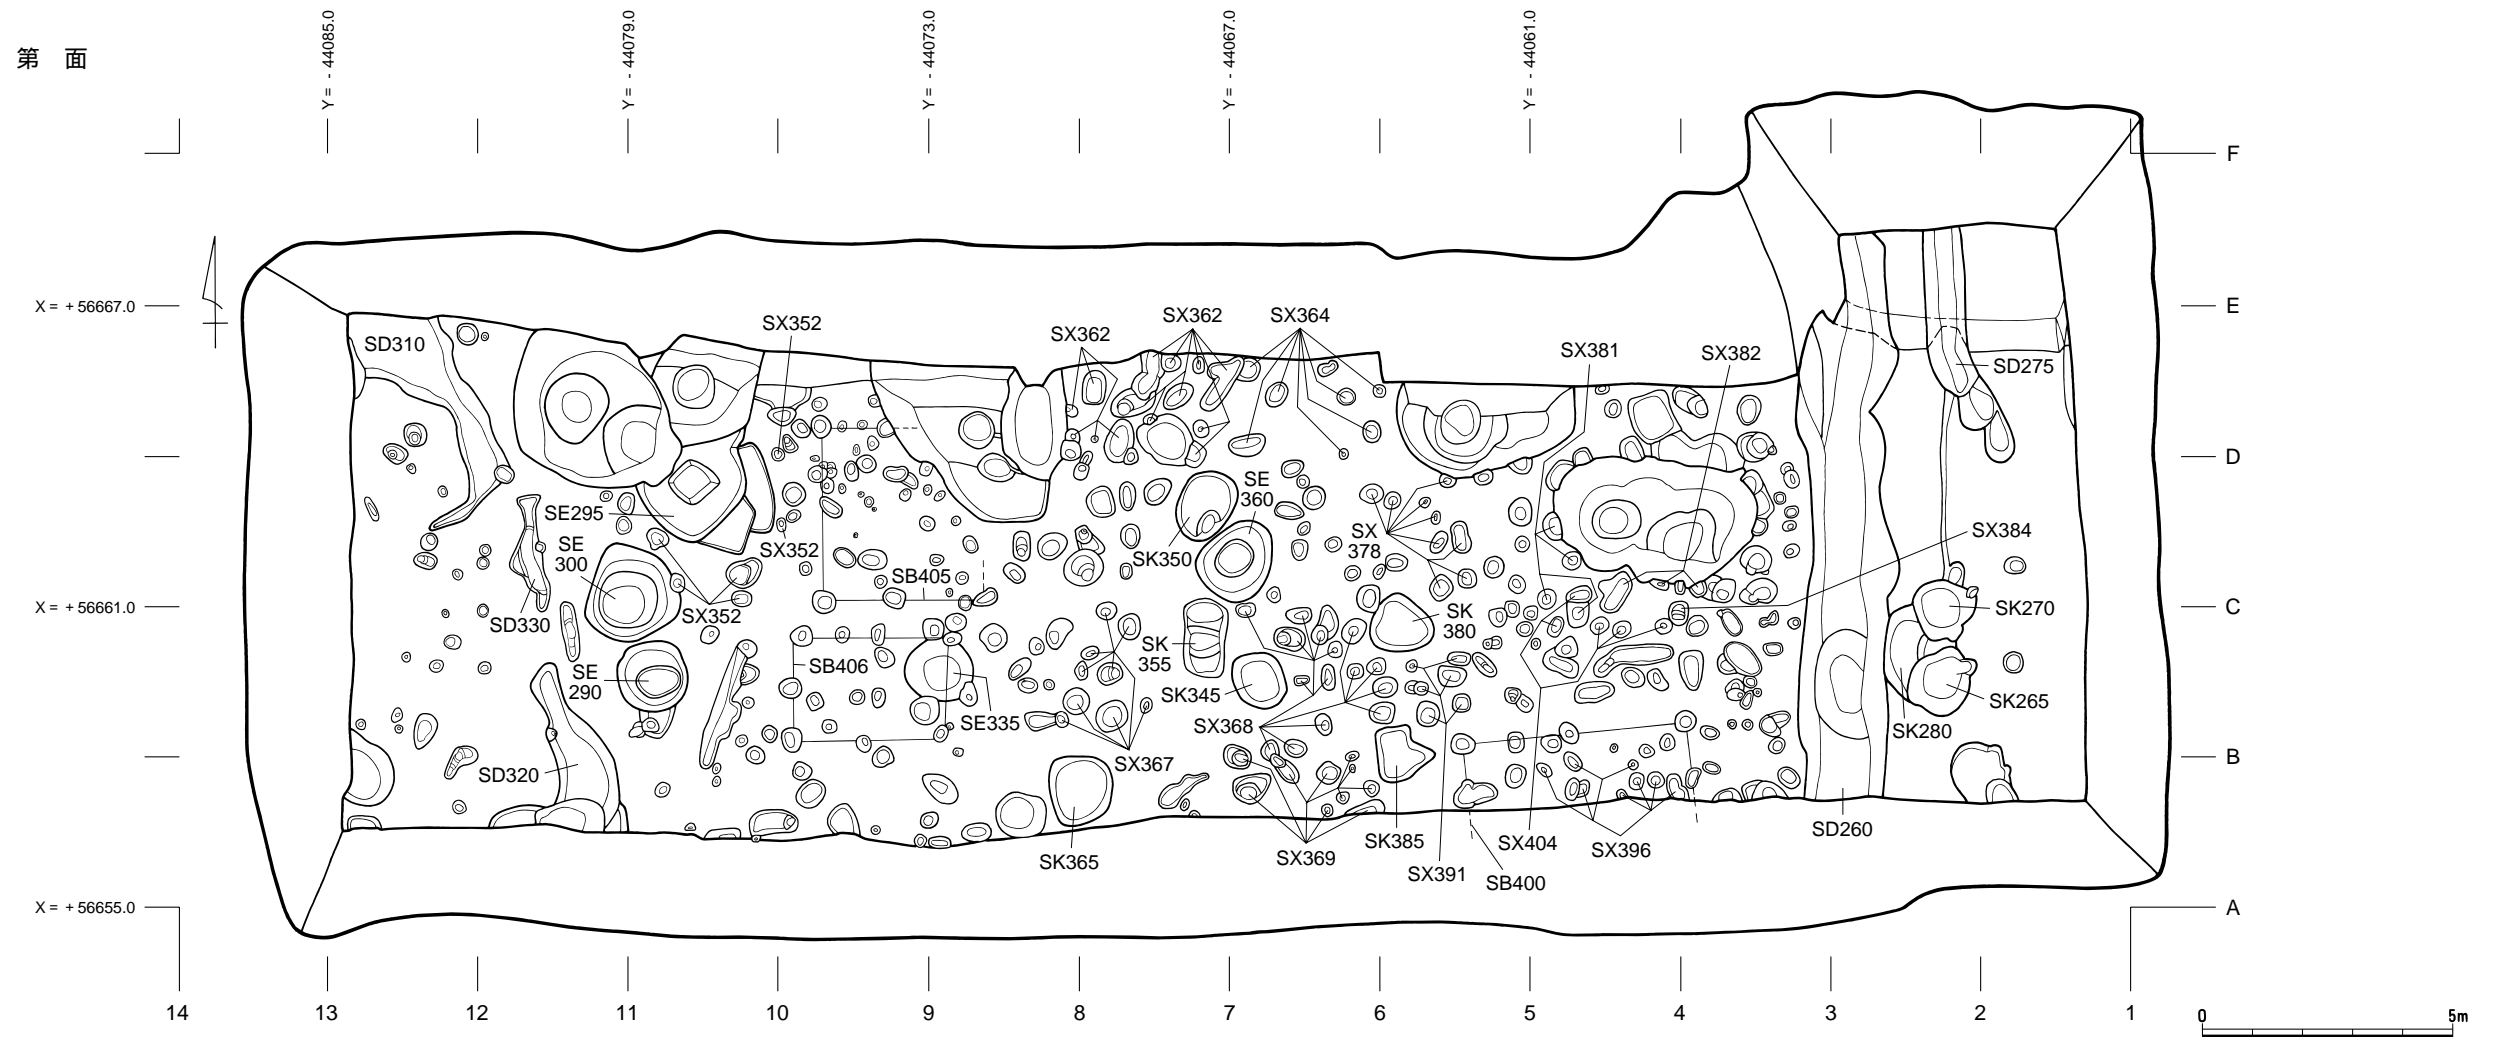 Y = - 44085.0
Y = - 44079.0
Y = - 44073.0
Y = - 44067.0
Y = - 44061.0
第　面
F
X = + 56667.0
E
SX352
SX362
SX362
SX364
SX381
SX382
SD310
SD275
D
SE295
SE
300
SX352
SE
360
SK350
SX
378
SX384
SB405
X = + 56661.0
C
SD330
SX352
SK270
SK
380
SB406
SK
355
SE
290
SK345
SE335
SX368
SK265
SK280
B
SD320
SX367
SK365
SX369
SK385
SX391
SX404
SB400
SX396
SD260
X = + 56655.0
A
14
13
12
11
10
9
8
7
6
5
4
3
2
1
0
5m